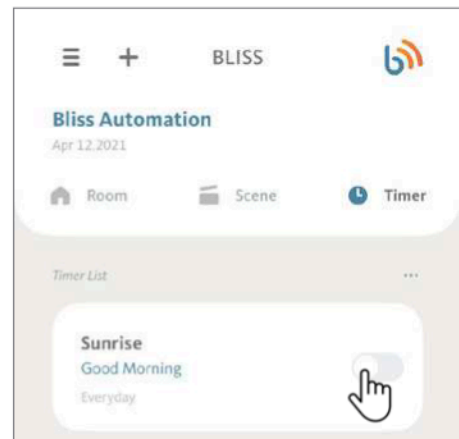 BLISS
Bliss Automation
Apr 12.2021
Room Scene Timer
Timer List
Sunrise
Good Morning
Everyday